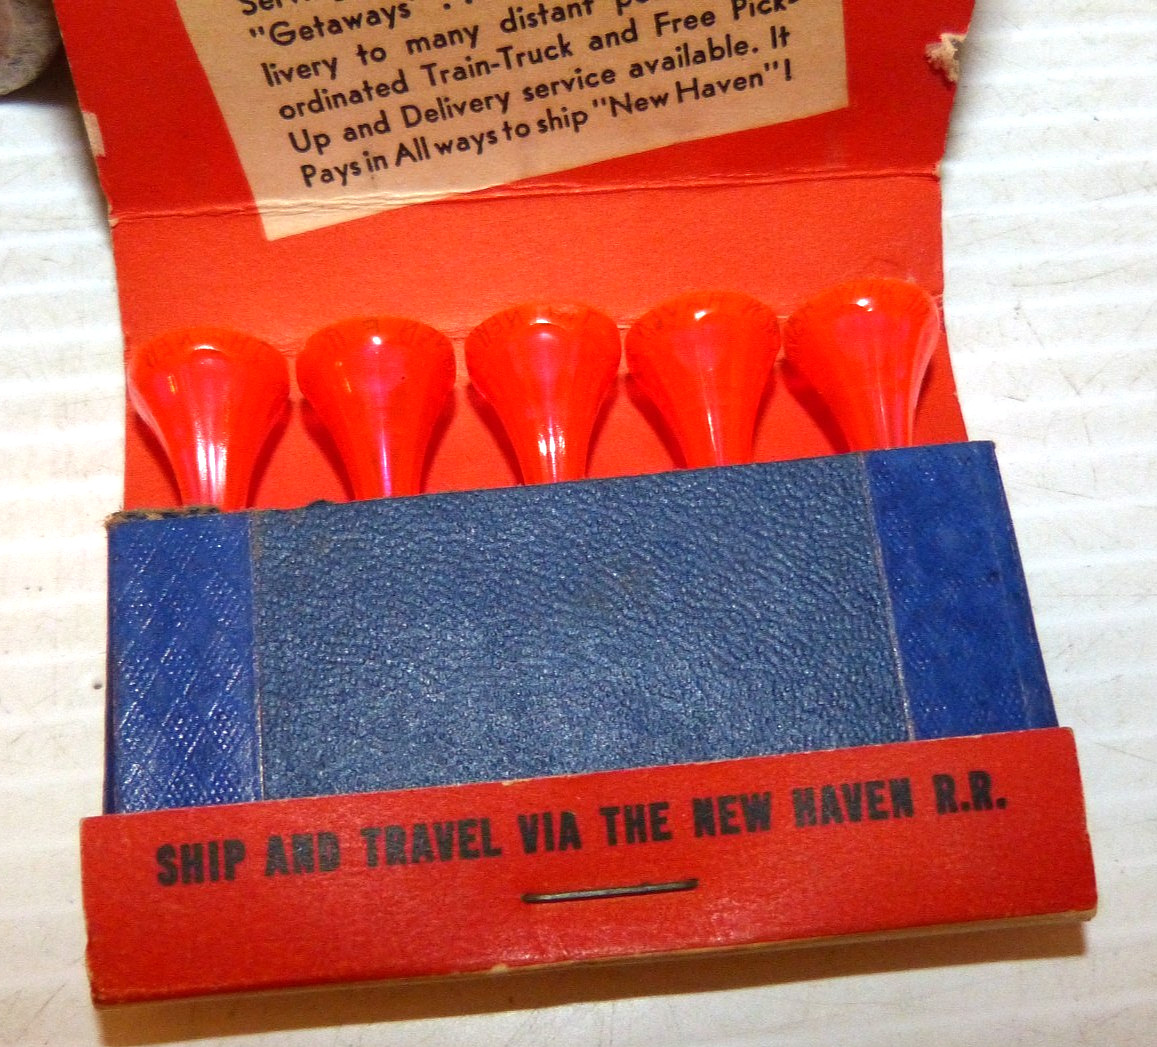 "Getaways" . .
livery to many distant
ordinated Train-Truck and Free Pick-
Up and Delivery service available. It
Pays in All ways to ship "New Haven"!
SHIP AND TRAVEL VIA THE NEW HAVEN R.R.